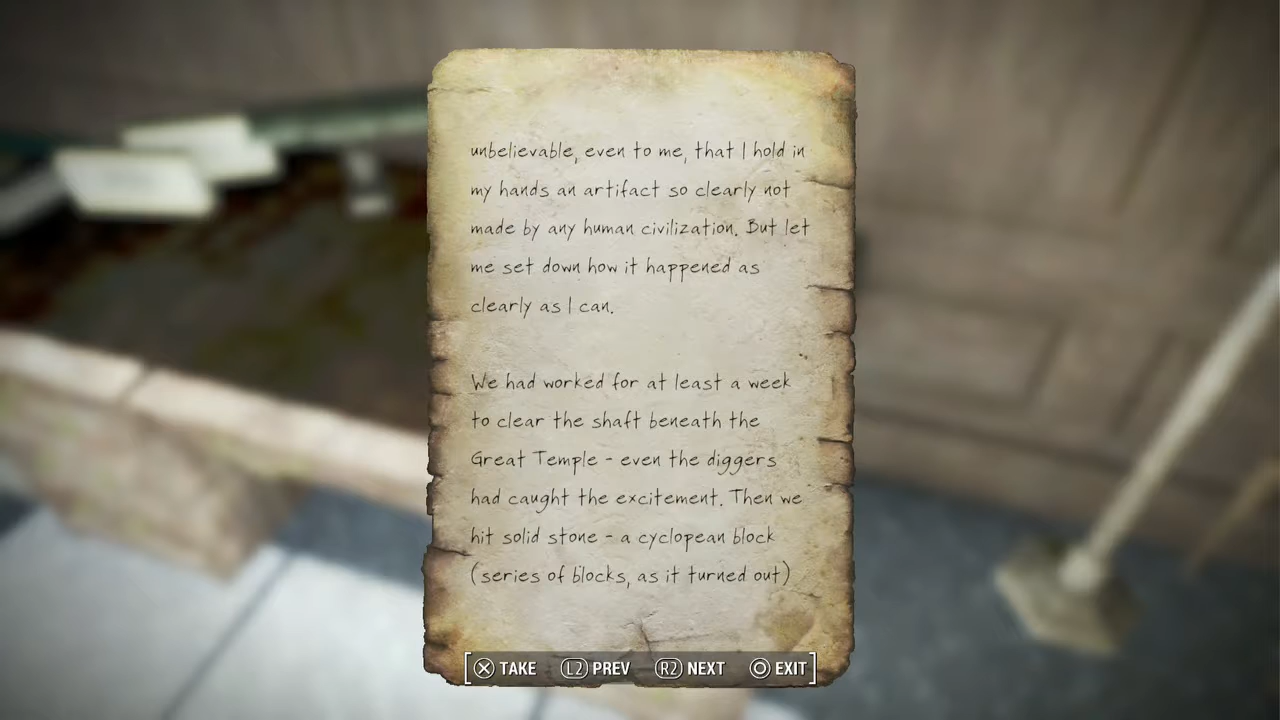 unbelievable, even to me, that I hold in
my hands an artifact so clearly not
made by any human civilization. But let
me set down how it happened as
clearly as I can.
We had worked for at least a week
to clear the shaft beneath the
Great Temple - even the diggers
had caught the excitement. Then we
hit solid stone - a cyclopean block
(series of blocks, as it turned out)
TAKE L2 PREV R2 NEXT EXIT